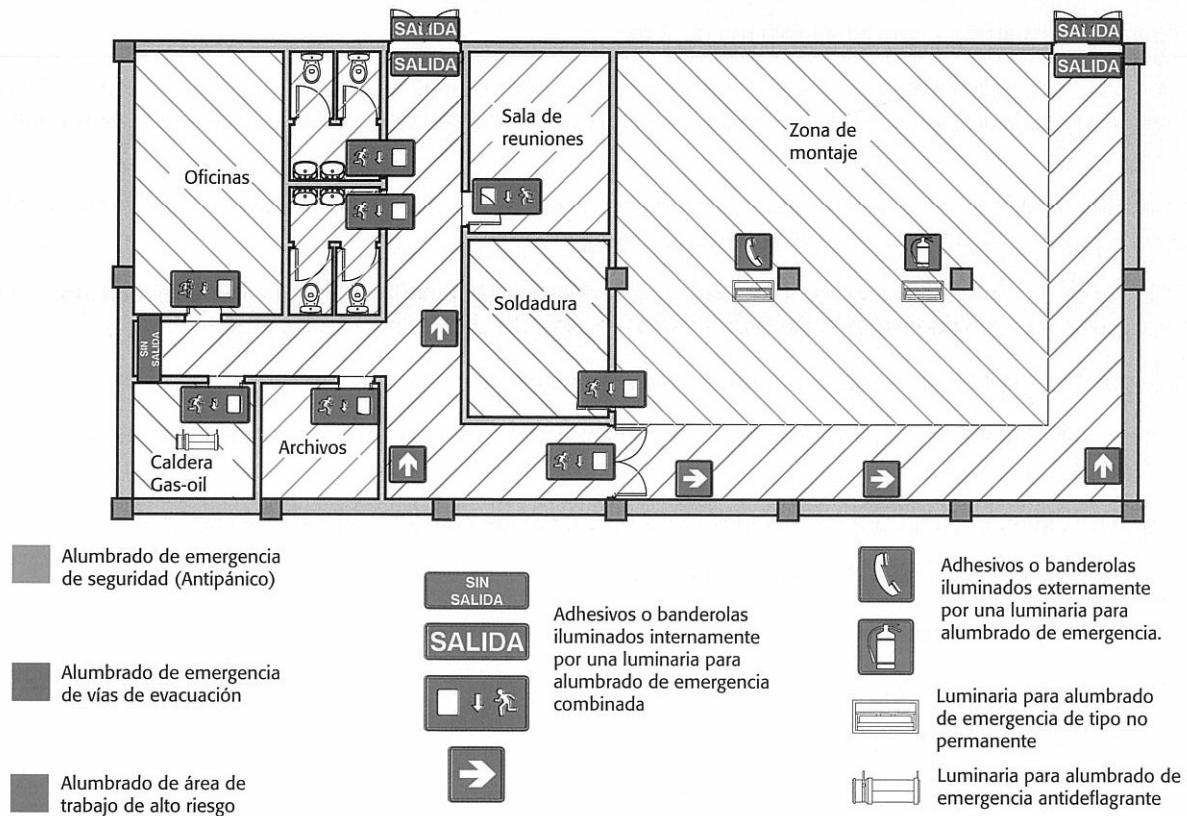 SALIDA
SALIDA
SALIDA
SALIDA
Oficinas
Sala de
reuniones
Zona de
montaje
Soldadura
SIN
SALIDA
Caldera
Gas-oil
Archivos
Alumbrado de emergencia
de seguridad (Antipánico)
Alumbrado de emergencia
de vías de evacuación
Alumbrado de área de
trabajo de alto riesgo
SIN
SALIDA
SALIDA
Adhesivos o banderolas
iluminados internamente
por una luminaria para
alumbrado de emergencia
combinada
Adhesivos o banderolas
iluminados externamente
por una luminaria para
alumbrado de emergencia.
Luminaria para alumbrado
de emergencia de tipo no
permanente
Luminaria para alumbrado de
emergencia antideflagrante